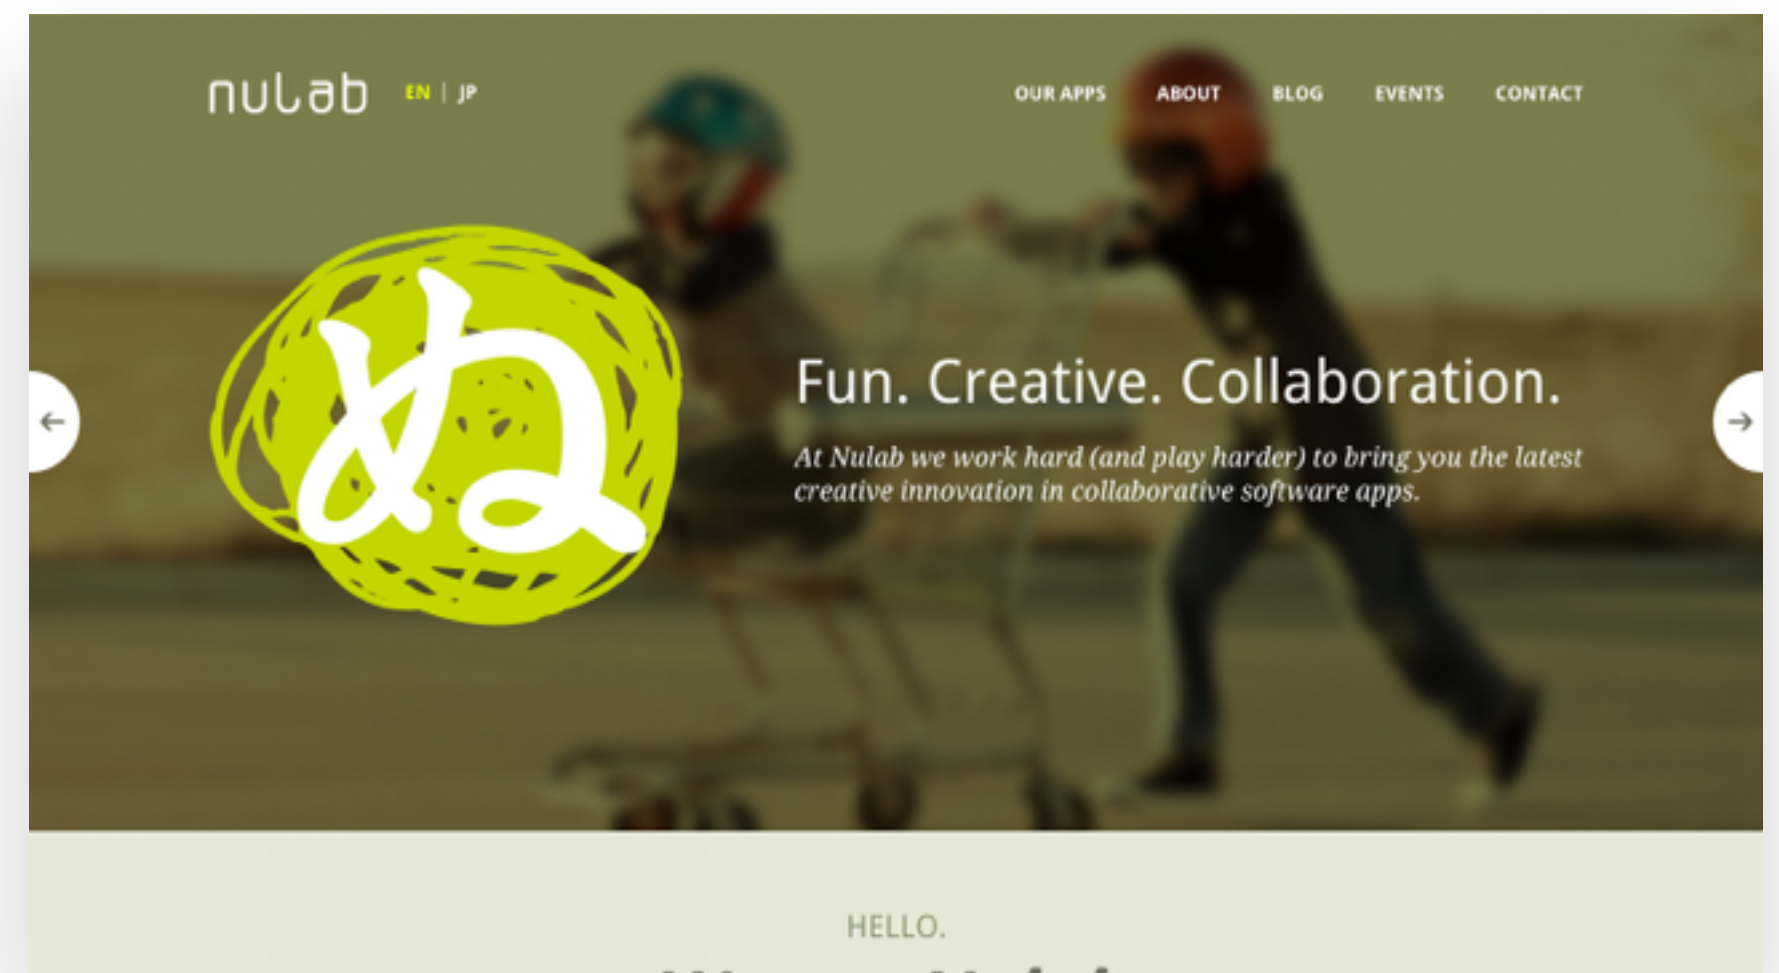 nulab EN | JP OUR APPS ABOUT BLOG EVENTS CONTACT
ぬ
Fun. Creative. Collaboration.
At Nulab we work hard (and play harder) to bring you the latest
creative innovation in collaborative software apps.
HELLO.